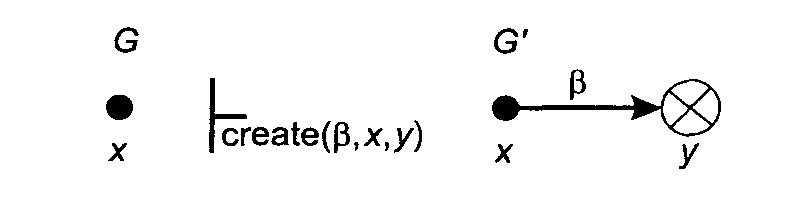 G G′
β
create(β,x,y)
x x y